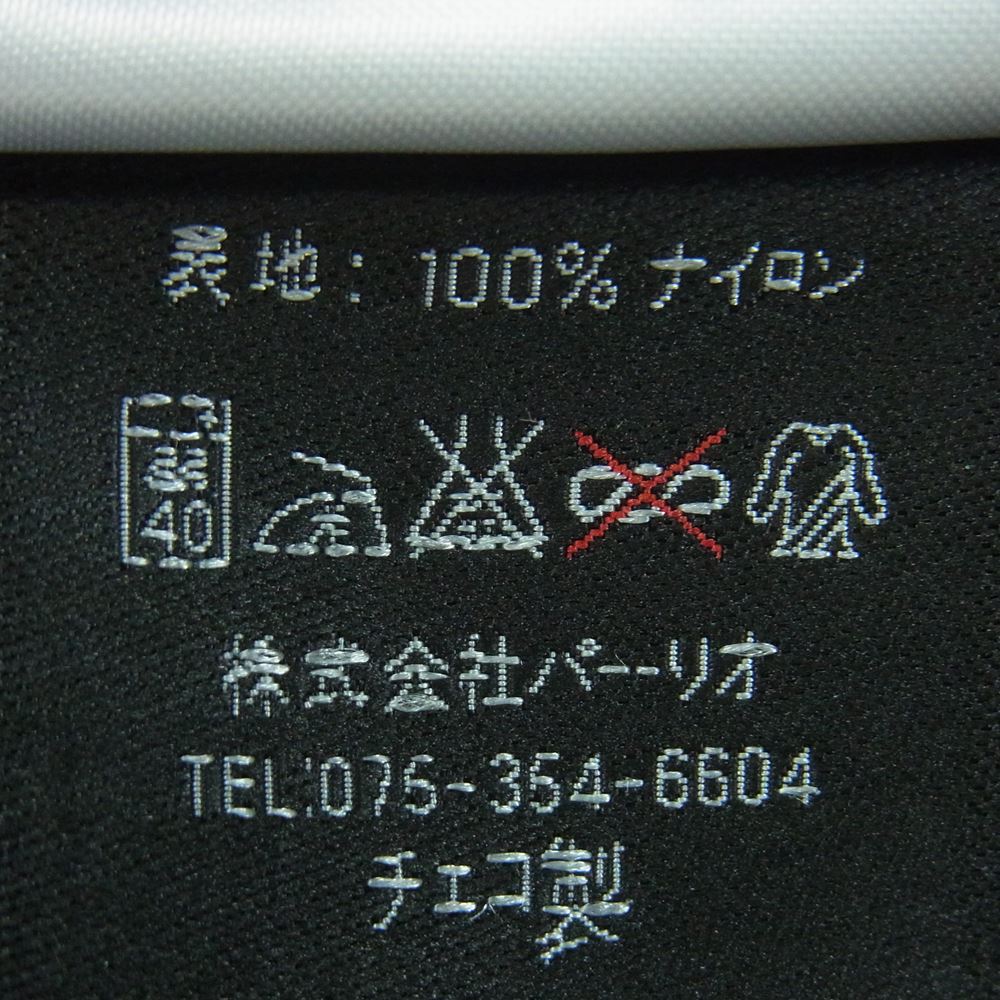 表地: 100% ナイロン
40
株式会社パーリオ
TEL:075-354-6604
チェコ製